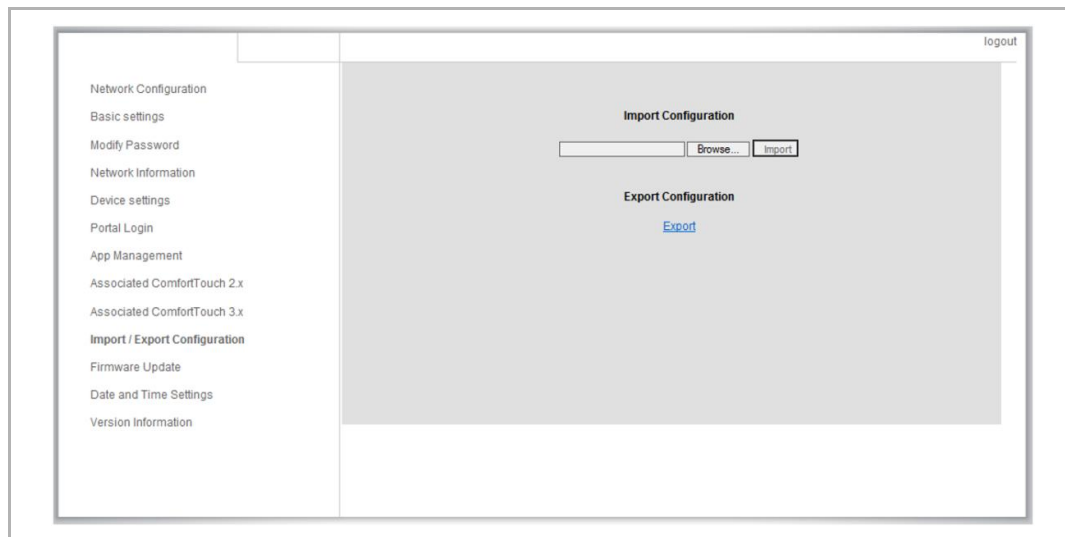 logout
Network Configuration
Basic settings
Modify Password
Network Information
Device settings
Portal Login
App Management
Associated ComfortTouch 2.x
Associated ComfortTouch 3.x
Import / Export Configuration
Firmware Update
Date and Time Settings
Version Information
Import Configuration
Browse... Import
Export Configuration
Export